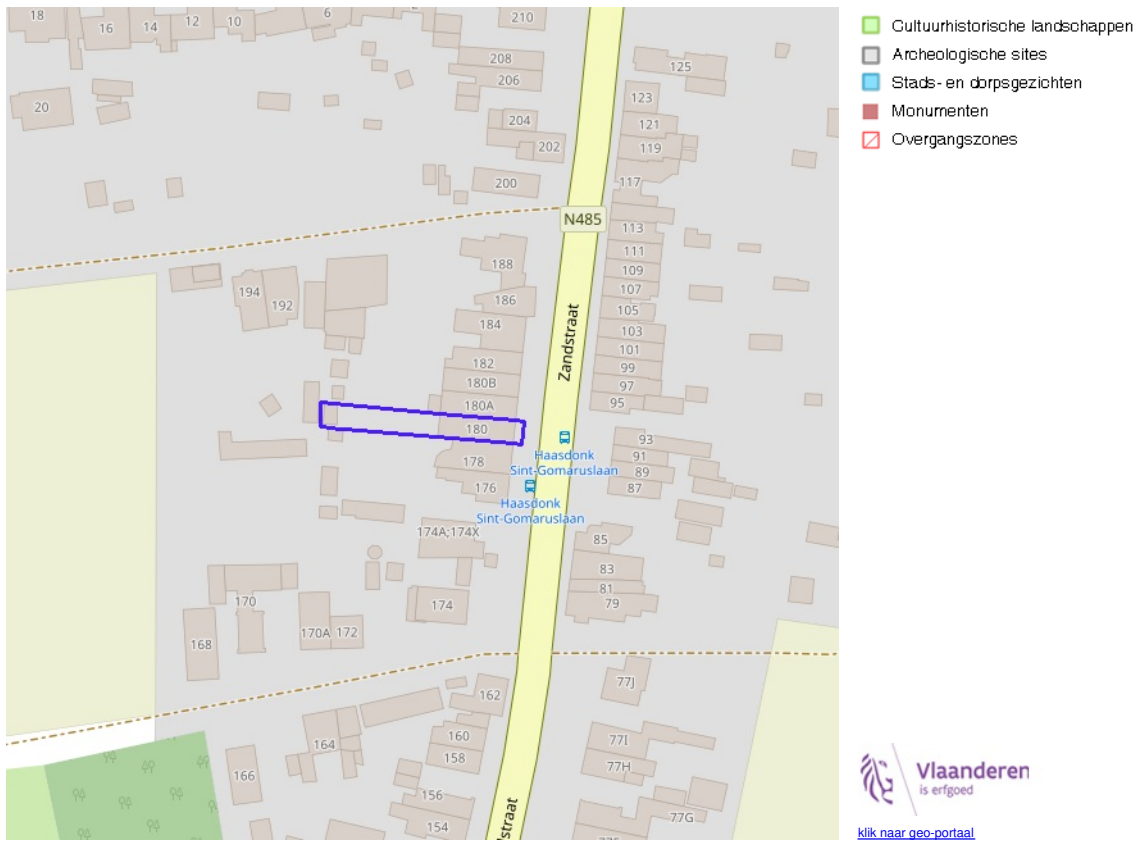 18
16
14
12
10
6
210
208
206
20
204
202
200
125
123
121
119
117
N485
113
111
109
107
105
103
101
99
97
95
188
186
184
194
192
182
180B
180A
180
178
176
Zandstraat
93
91
89
87
Haasdonk
Sint-Gomaruslaan
Haasdonk
Sint-Gomaruslaan
174A;174X
85
83
81
79
170
174
170A
172
168
162
77J
164
160
158
77I
77H
166
156
154
77G
straat
Cultuurhistorische landschappen
Archeologische sites
Stads- en dorpsgezichten
Monumenten
Overgangszones
Vlaanderen
is erfgoed
klik naar geo-portaal